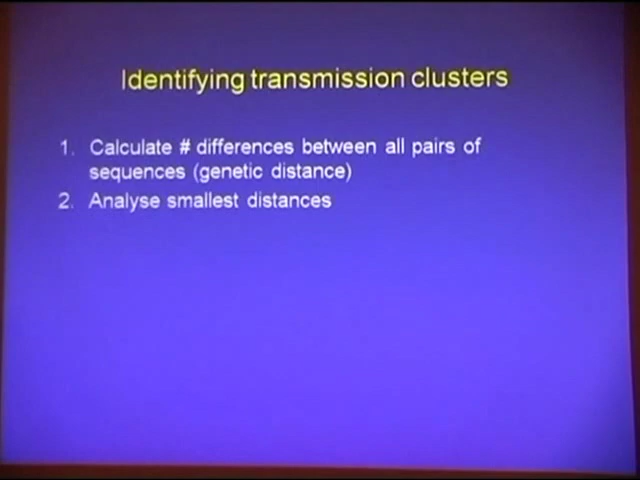 Identifying transmission clusters
1. Calculate # differences between all pairs of
sequences (genetic distance)
2. Analyse smallest distances